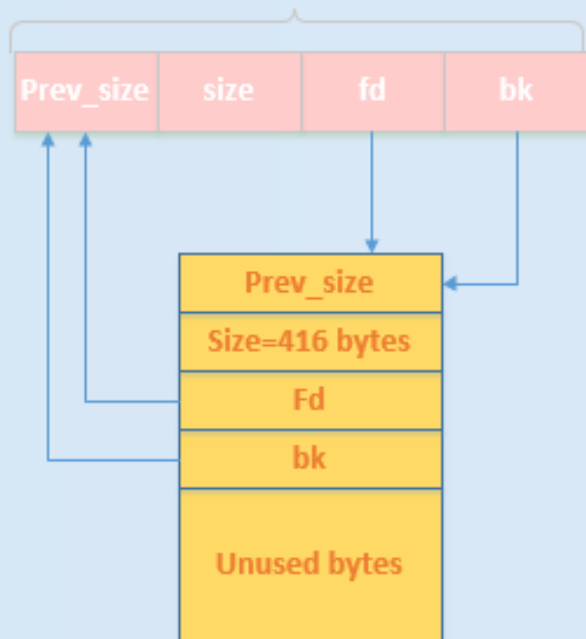 Prev_size size fd bk
Prev_size
Size=416 bytes
Fd
bk
Unused bytes